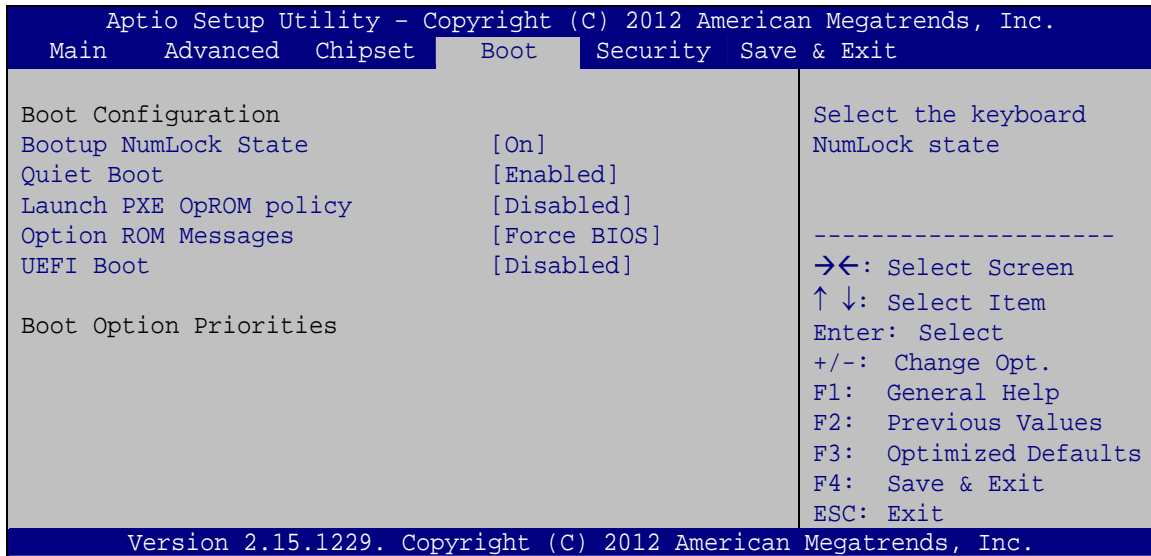 Aptio Setup Utility – Copyright (C) 2012 American Megatrends, Inc.
Main Advanced Chipset Boot Security Save & Exit
Boot Configuration
Bootup NumLock State [On]
Quiet Boot [Enabled]
Launch PXE OpROM policy [Disabled]
Option ROM Messages [Force BIOS]
UEFI Boot [Disabled]
Boot Option Priorities
Select the keyboard
NumLock state
---------------------
→←: Select Screen
↑ ↓: Select Item
Enter: Select
+/-: Change Opt.
F1: General Help
F2: Previous Values
F3: Optimized Defaults
F4: Save & Exit
ESC: Exit
Version 2.15.1229. Copyright (C) 2012 American Megatrends, Inc.